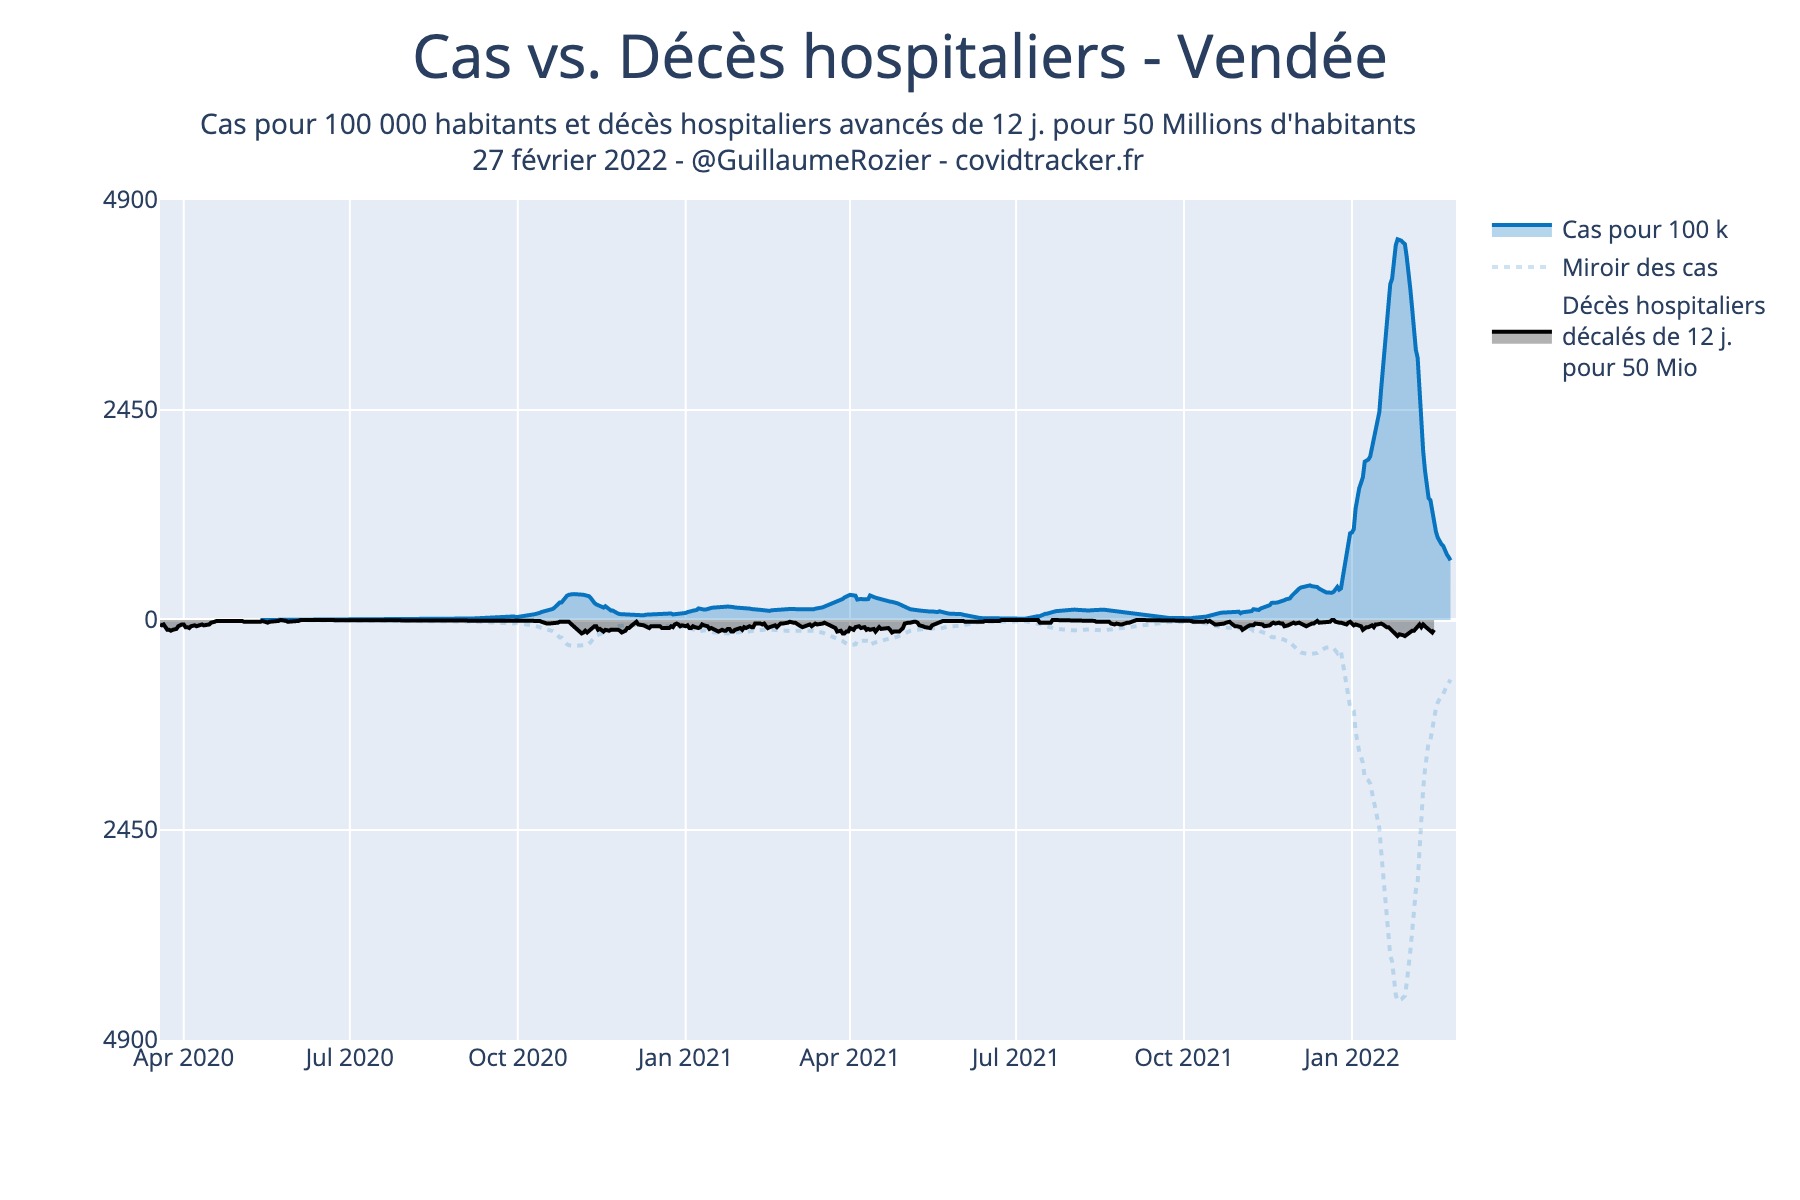 Cas vs. Décès hospitaliers - Vendée
Cas pour 100 000 habitants et décès hospitaliers avancés de 12 j. pour 50 Millions d'habitants
27 février 2022 - @GuillaumeRozier - covidtracker.fr
4900
2450
0
2450
4900
Apr 2020
Jul 2020
Oct 2020
Jan 2021
Apr 2021
Jul 2021
Oct 2021
Jan 2022
Cas pour 100 k
Miroir des cas
Décès hospitaliers
décalés de 12 j.
pour 50 Mio